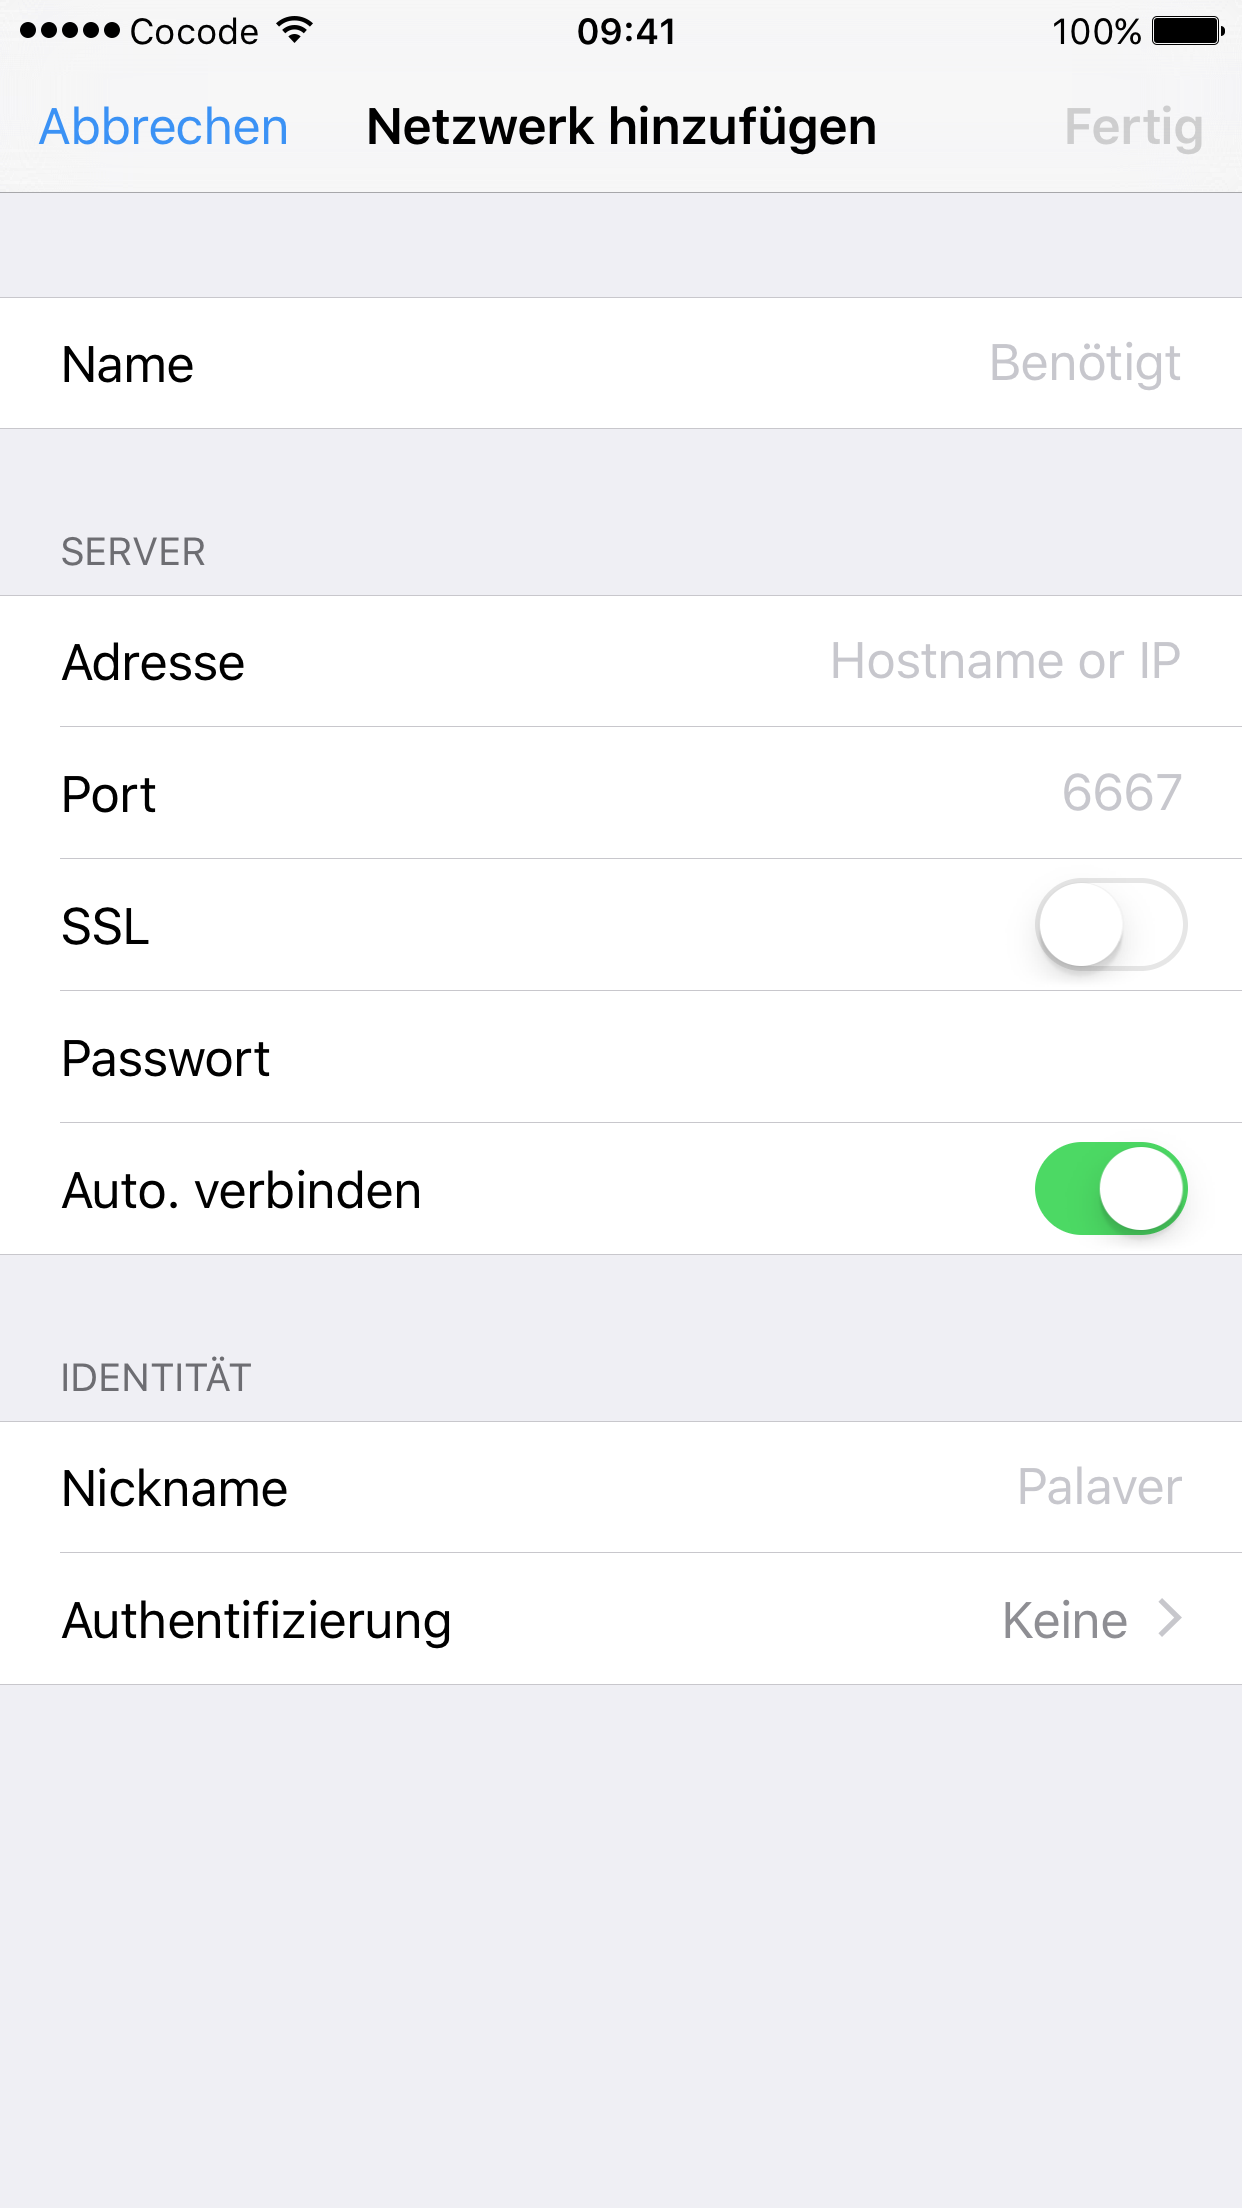 Cocode 09:41 100%
Abbrechen Netzwerk hinzufügen Fertig
Name Benötigt
SERVER
Adresse Hostname or IP
Port 6667
SSL
Passwort
Auto. verbinden
IDENTITÄT
Nickname Palaver
Authentifizierung Keine